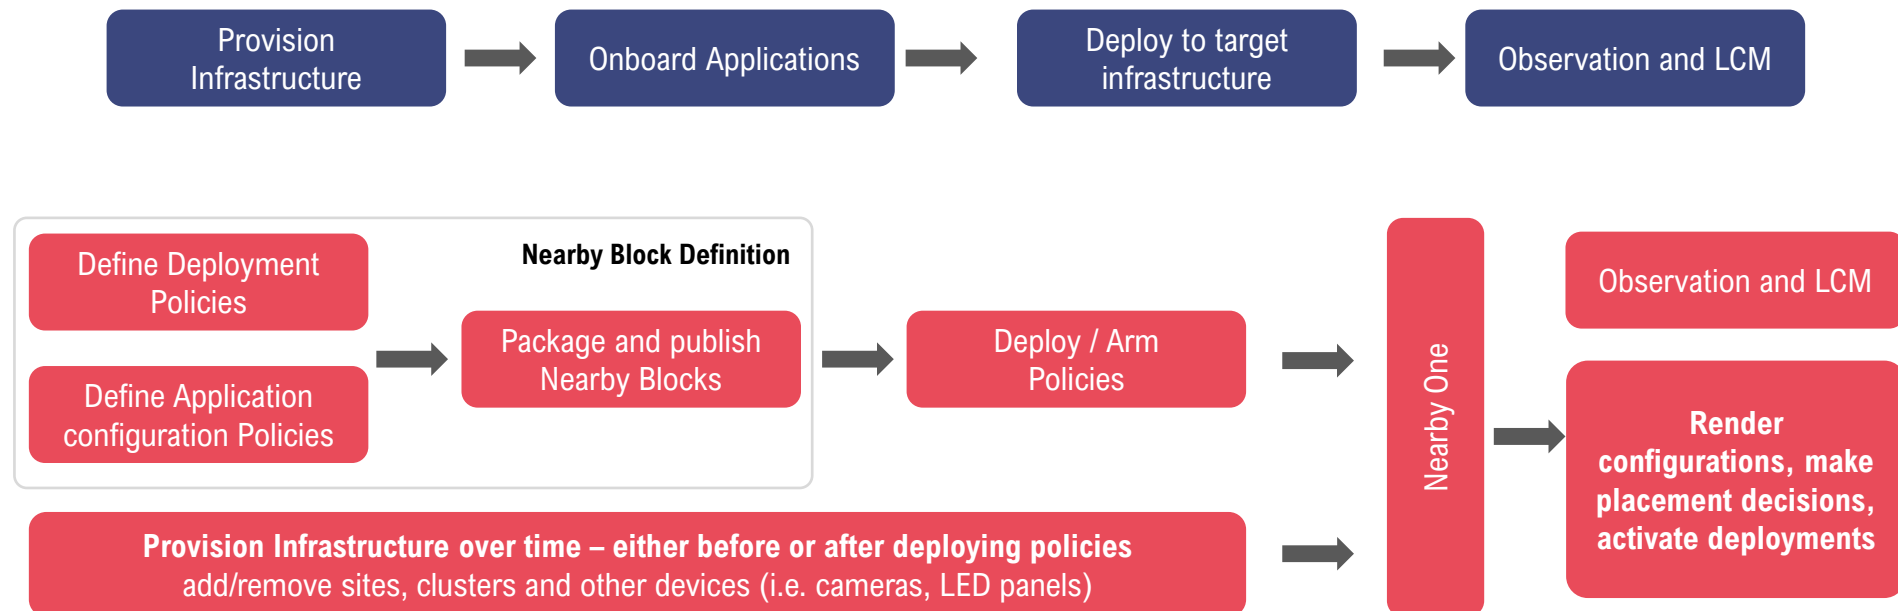 Provision
Infrastructure
Onboard Applications
Deploy to target
infrastructure
Observation and LCM
Nearby Block Definition
Define Deployment
Policies
Define Application
configuration Policies
Package and publish
Nearby Blocks
Deploy / Arm
Policies
Provision Infrastructure over time – either before or after deploying policies
add/remove sites, clusters and other devices (i.e. cameras, LED panels)
Nearby One
Observation and LCM
Render
configurations, make
placement decisions,
activate deployments